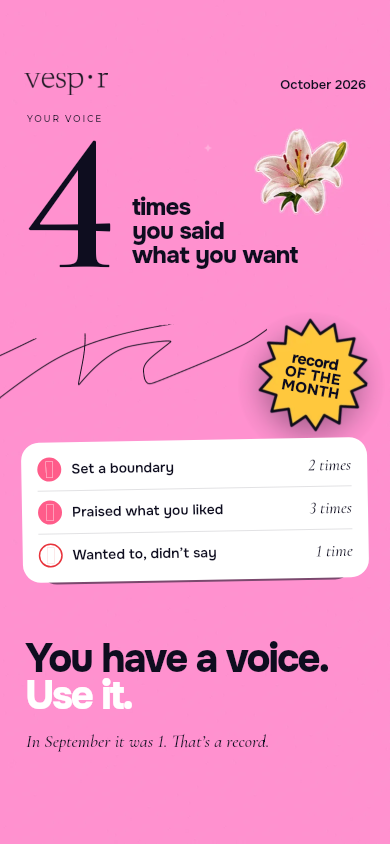 vesp·r
October 2026
YOUR VOICE
4
times
you said
what you want
record
OF THE
MONTH
Set a boundary
2 times
Praised what you liked
3 times
Wanted to, didn’t say
1 time
You have a voice.
Use it.
In September it was 1. That’s a record.